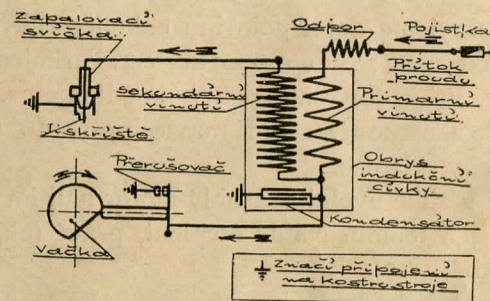 Zapalovací
svíčka
Odpor
Pojistka
Přítok
proudu
Sekundární
vinutí
Primární
vinutí
Jiskřiště
Přerušovač
Obrys
indukční
cívky
Kondensátor
Vačka
Značí připojení
na kostru stroje